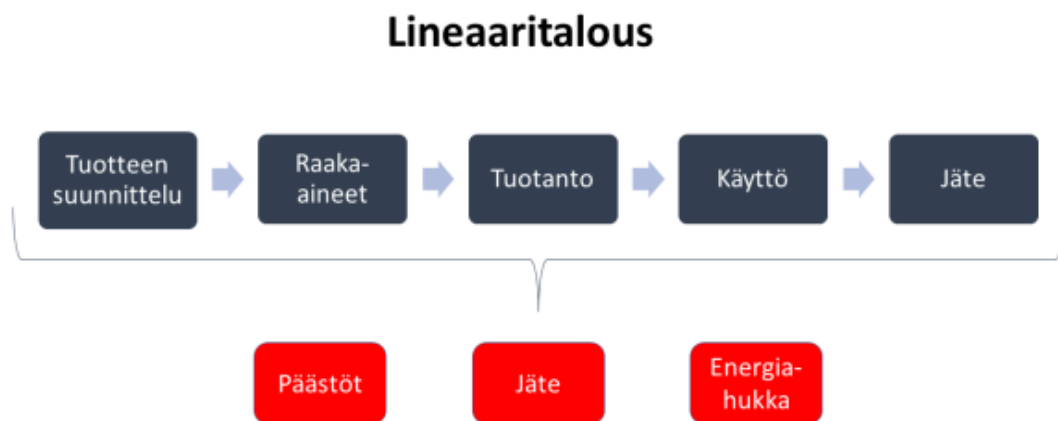 Lineaaritalous
Tuotteen
suunnittelu
Raaka-
aineet
Tuotanto
Käyttö
Jäte
Päästöt
Jäte
Energia-
hukka